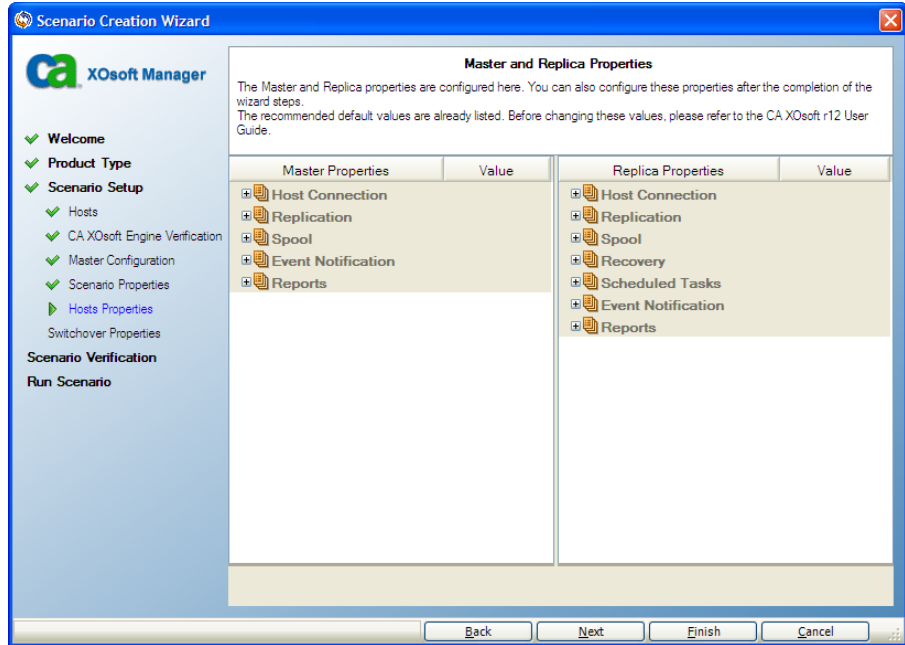 Scenario Creation Wizard
ca
XOsoft Manager
Welcome
Product Type
Scenario Setup
Hosts
CA XOsoft Engine Verification
Master Configuration
Scenario Properties
Hosts Properties
Switchover Properties
Scenario Verification
Run Scenario
Master and Replica Properties
The Master and Replica properties are configured here. You can also configure these properties after the completion of the
wizard steps.
The recommended default values are already listed. Before changing these values, please refer to the CA XOsoft r12 User
Guide.
Master Properties Value
Host Connection
Replication
Spool
Event Notification
Reports
Replica Properties Value
Host Connection
Replication
Spool
Recovery
Scheduled Tasks
Event Notification
Reports
Back Next Finish Cancel